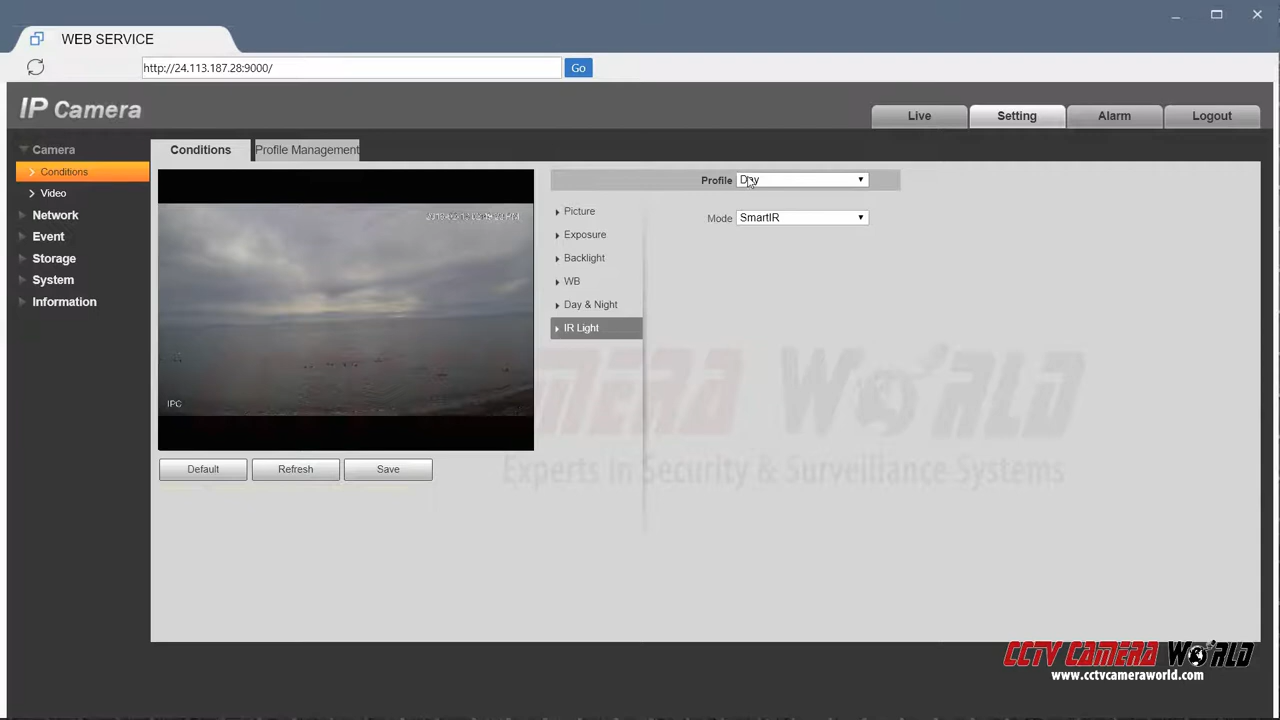 WEB SERVICE
http://24.113.187.28:9000/
Go
IP Camera
Live
Setting
Alarm
Logout
Camera
Conditions
Video
Network
Event
Storage
System
Information
Conditions
Profile Management
IPC
Default
Refresh
Save
Profile
Day
Picture
Exposure
Backlight
WB
Day & Night
IR Light
Mode
SmartIR
CAMERA WORLD
Experts in Security & Surveillance Systems
CCTV CAMERA WORLD
www.cctvcameraworld.com